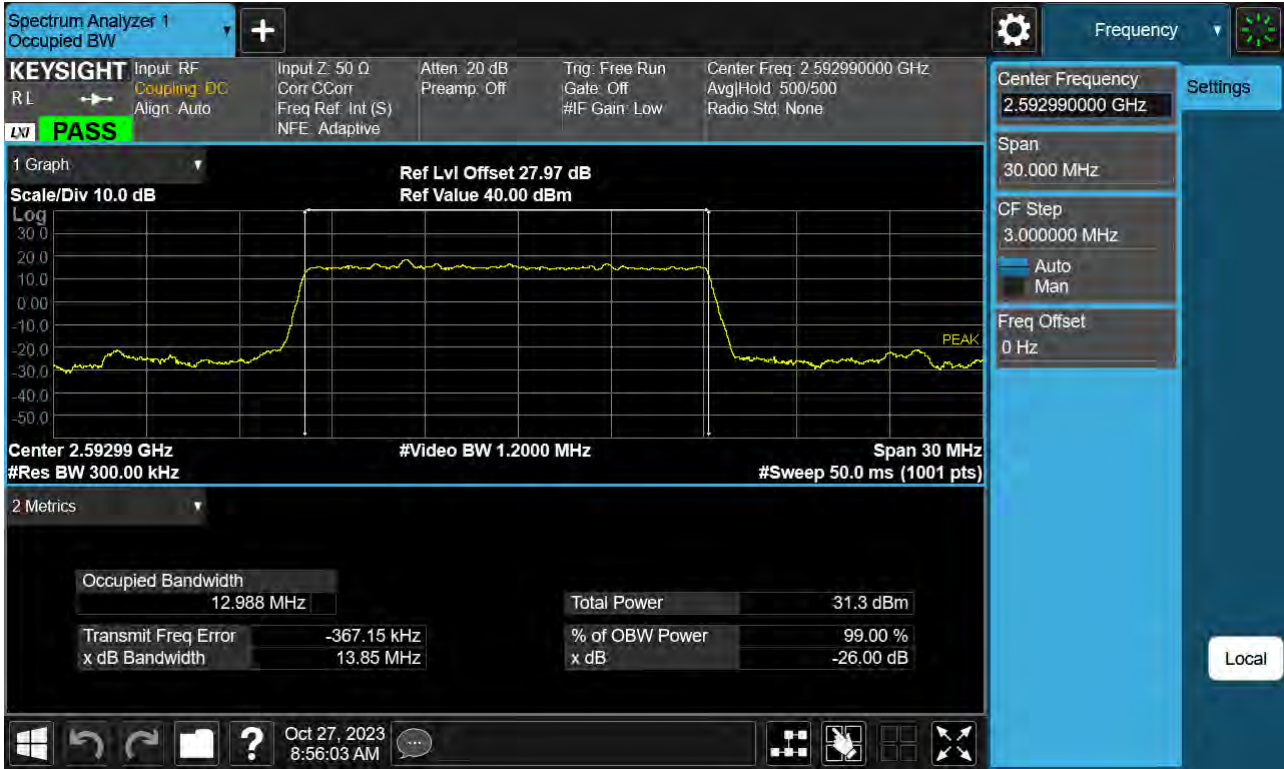 Spectrum Analyzer 1
Occupied BW
+
Frequency
KEYSIGHT
RL
LXI PASS
Input: RF
Coupling: DC
Align: Auto
Input Z: 50 Ω
Corr CCorr
Freq Ref: Int (S)
NFE: Adaptive
Atten: 20 dB
Preamp: Off
Trig: Free Run
Gate: Off
#IF Gain: Low
Center Freq: 2.592990000 GHz
Avg|Hold: 500/500
Radio Std: None
1 Graph
Scale/Div 10.0 dB
Ref Lvl Offset 27.97 dB
Ref Value 40.00 dBm
Log
30.0
20.0
10.0
0.00
-10.0
-20.0
-30.0
-40.0
-50.0
PEAK
Center 2.59299 GHz
#Video BW 1.2000 MHz
Span 30 MHz
#Res BW 300.00 kHz
#Sweep 50.0 ms (1001 pts)
2 Metrics
Occupied Bandwidth
12.988 MHz
Total Power 31.3 dBm
Transmit Freq Error -367.15 kHz
% of OBW Power 99.00 %
x dB Bandwidth 13.85 MHz
x dB -26.00 dB
Center Frequency
2.592990000 GHz
Settings
Span
30.000 MHz
CF Step
3.000000 MHz
Auto
Man
Freq Offset
0 Hz
Local
?
Oct 27, 2023
8:56:03 AM